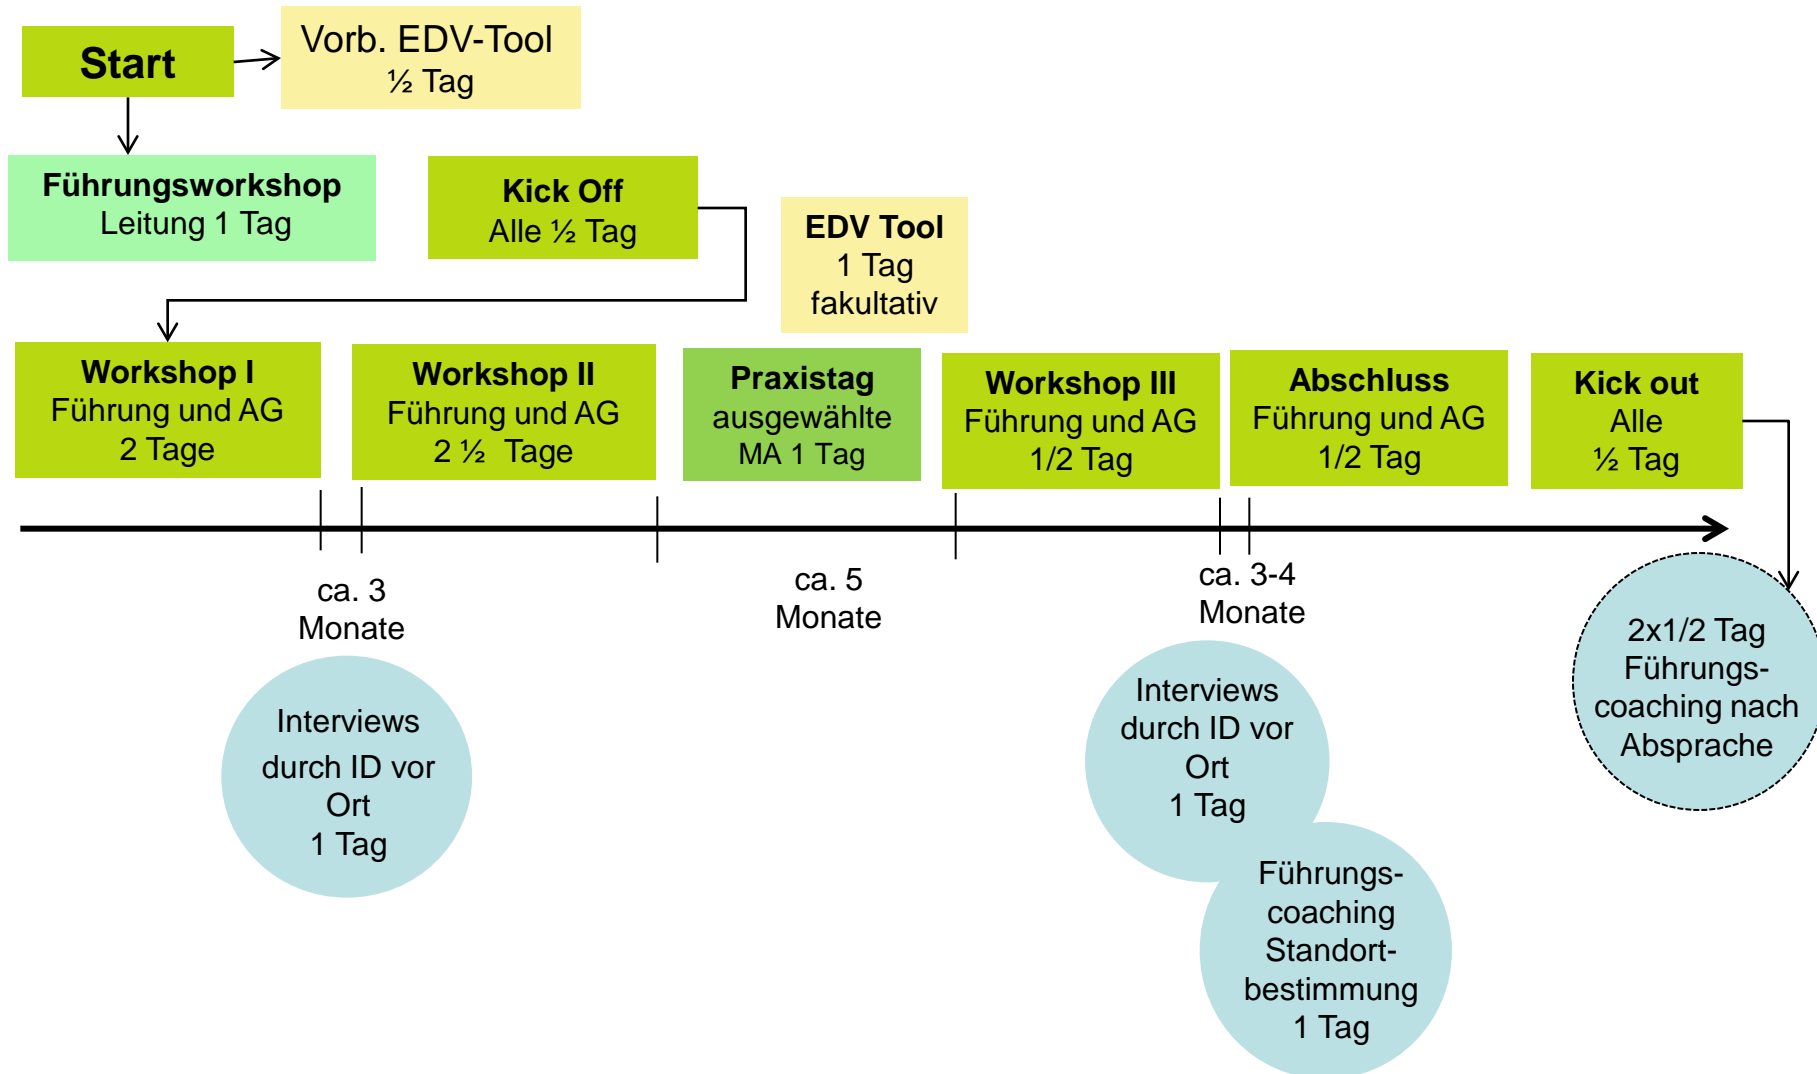 Start
Vorb. EDV-Tool
½ Tag
Führungsworkshop
Leitung 1 Tag
Kick Off
Alle ½ Tag
EDV Tool
1 Tag
fakultativ
Workshop I
Führung und AG
2 Tage
Workshop II
Führung und AG
2 ½ Tage
Praxistag
ausgewählte
MA 1 Tag
Workshop III
Führung und AG
1/2 Tag
Abschluss
Führung und AG
1/2 Tag
Kick out
Alle
½ Tag
ca. 3
Monate
ca. 5
Monate
ca. 3-4
Monate
Interviews
durch ID vor
Ort
1 Tag
Interviews
durch ID vor
Ort
1 Tag
Führungs-
coaching
Standort-
bestimmung
1 Tag
2x1/2 Tag
Führungs-
coaching nach
Absprache